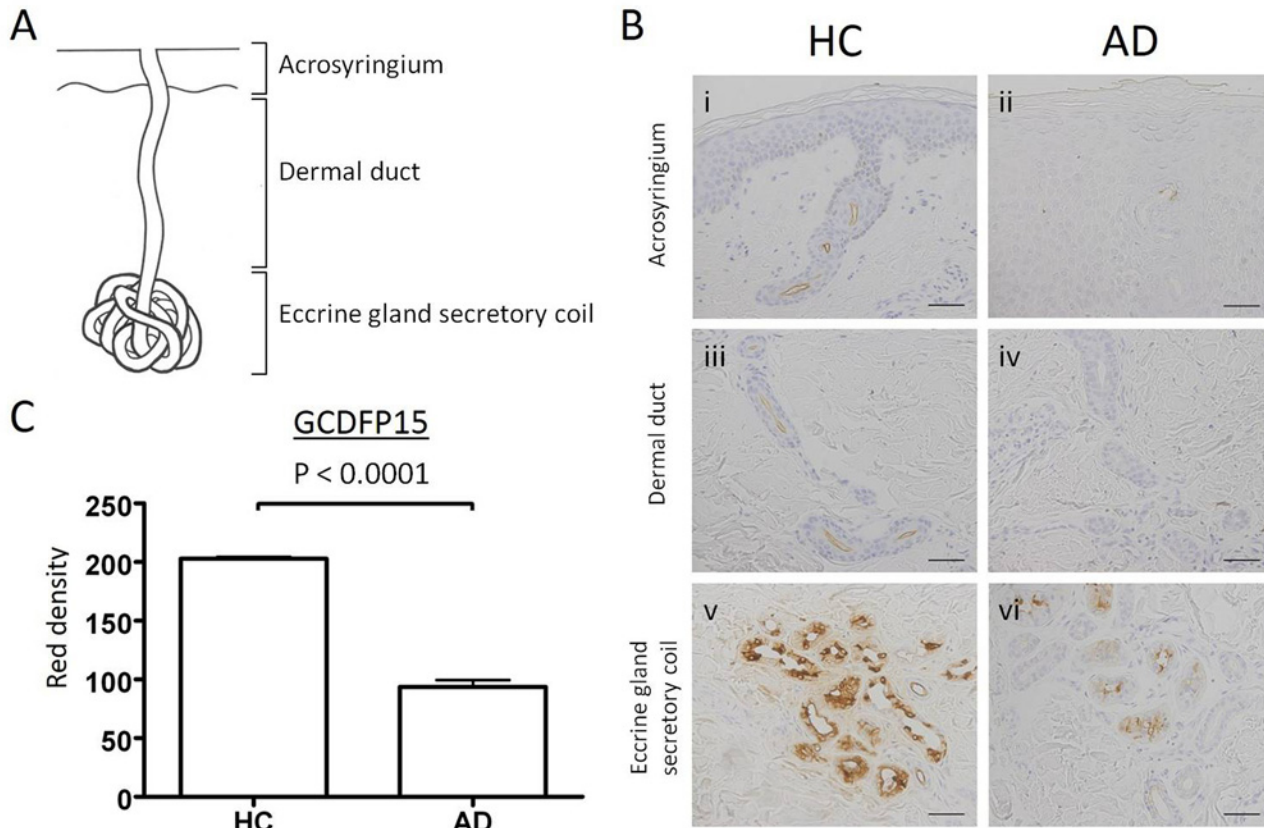 A
Acrosyringium
Dermal duct
Eccrine gland secretory coil
B
HC
AD
Acrosyringium
i
ii
Dermal duct
iii
iv
Eccrine gland
secretory coil
v
vi
C
GCDFP15
P < 0.0001
Red density
250
200
150
100
50
0
HC
AD